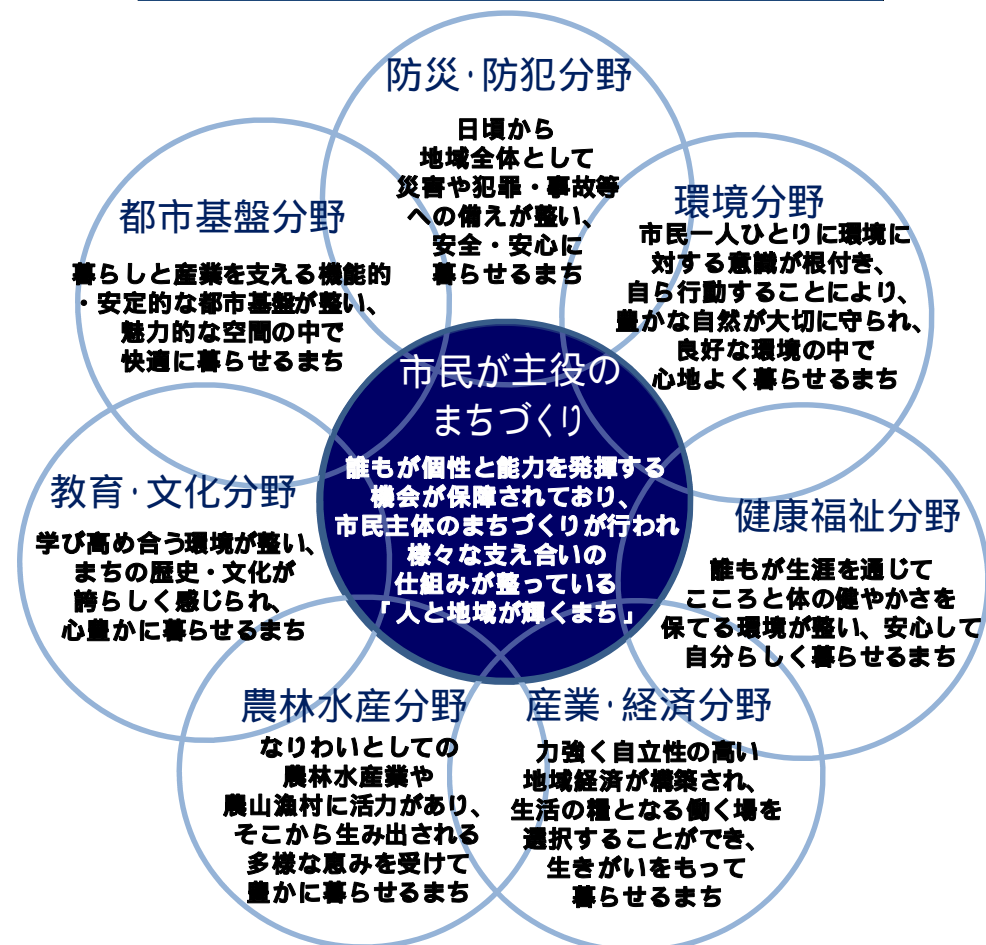 防災・防犯分野
日頃から
地域全体として
災害や犯罪・事故等
への備えが整い、
安全・安心に
暮らせるまち
環境分野
市民一人ひとりに環境に
対する意識が根付き、
自ら行動することにより、
豊かな自然が大切に守られ、
良好な環境の中で
心地よく暮らせるまち
都市基盤分野
暮らしと産業を支える機能的
・安定的な都市基盤が整い、
魅力的な空間の中で
快適に暮らせるまち
市民が主役の
まちづくり
誰もが個性と能力を発揮する
機会が保障されており、
市民主体のまちづくりが行われ
様々な支え合いの
仕組みが整っている
「人と地域が輝くまち」
教育・文化分野
学び高め合う環境が整い、
まちの歴史・文化が
誇らしく感じられ、
心豊かに暮らせるまち
健康福祉分野
誰もが生涯を通じて
こころと体の健やかさを
保てる環境が整い、安心して
自分らしく暮らせるまち
農林水産分野
なりわいとしての
農林水産業や
農山漁村に活力があり、
そこから生み出される
多様な恵みを受けて
豊かに暮らせるまち
産業・経済分野
力強く自立性の高い
地域経済が構築され、
生活の糧となる働く場を
選択することができ、
生きがいをもって
暮らせるまち